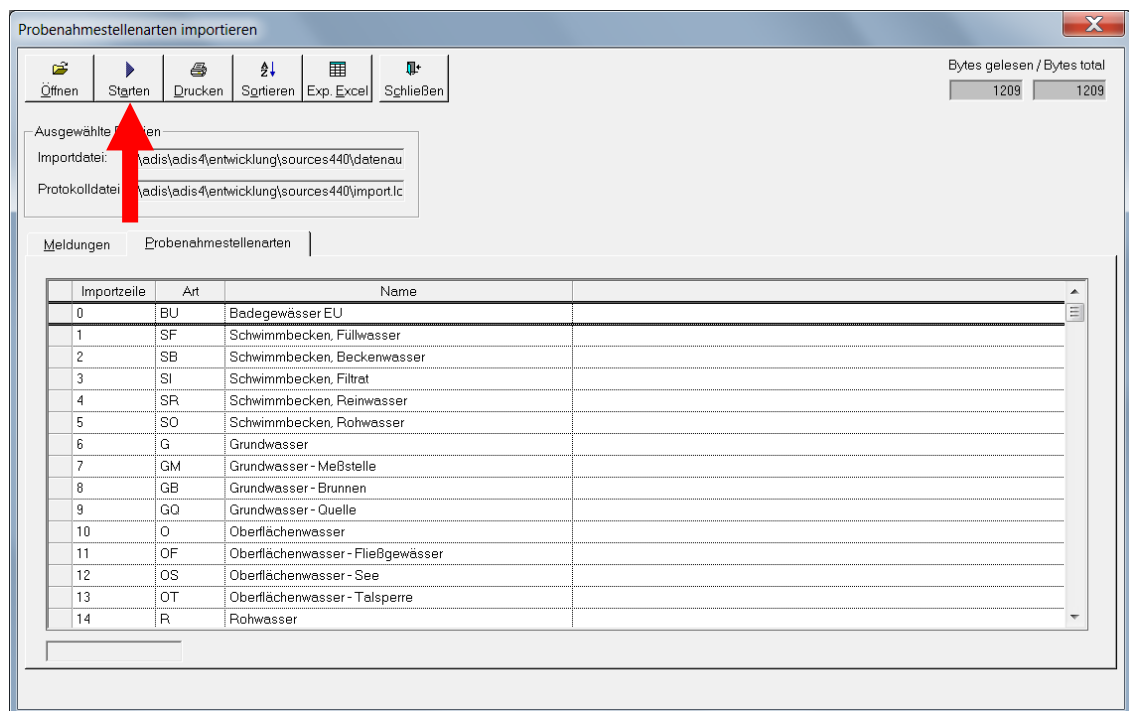 Probenahmestellenarten importieren
X
Öffnen Starten Drucken Sortieren Exp. Excel Schließen
Bytes gelesen / Bytes total
1209 1209
Ausgewählte
Importdatei: \adis\adis4\entwicklung\sources440\datenau
Protokolldatei \adis\adis4\entwicklung\sources440\import.lc
Meldungen Probenahmestellenarten
Importzeile Art Name
0 BU Badegewässer EU
1 SF Schwimmbecken, Füllwasser
2 SB Schwimmbecken, Beckenwasser
3 SI Schwimmbecken, Filtrat
4 SR Schwimmbecken, Reinwasser
5 SO Schwimmbecken, Rohwasser
6 G Grundwasser
7 GM Grundwasser - Meßstelle
8 GB Grundwasser - Brunnen
9 GQ Grundwasser - Quelle
10 O Oberflächenwasser
11 OF Oberflächenwasser - Fließgewässer
12 OS Oberflächenwasser - See
13 OT Oberflächenwasser - Talsperre
14 R Rohwasser